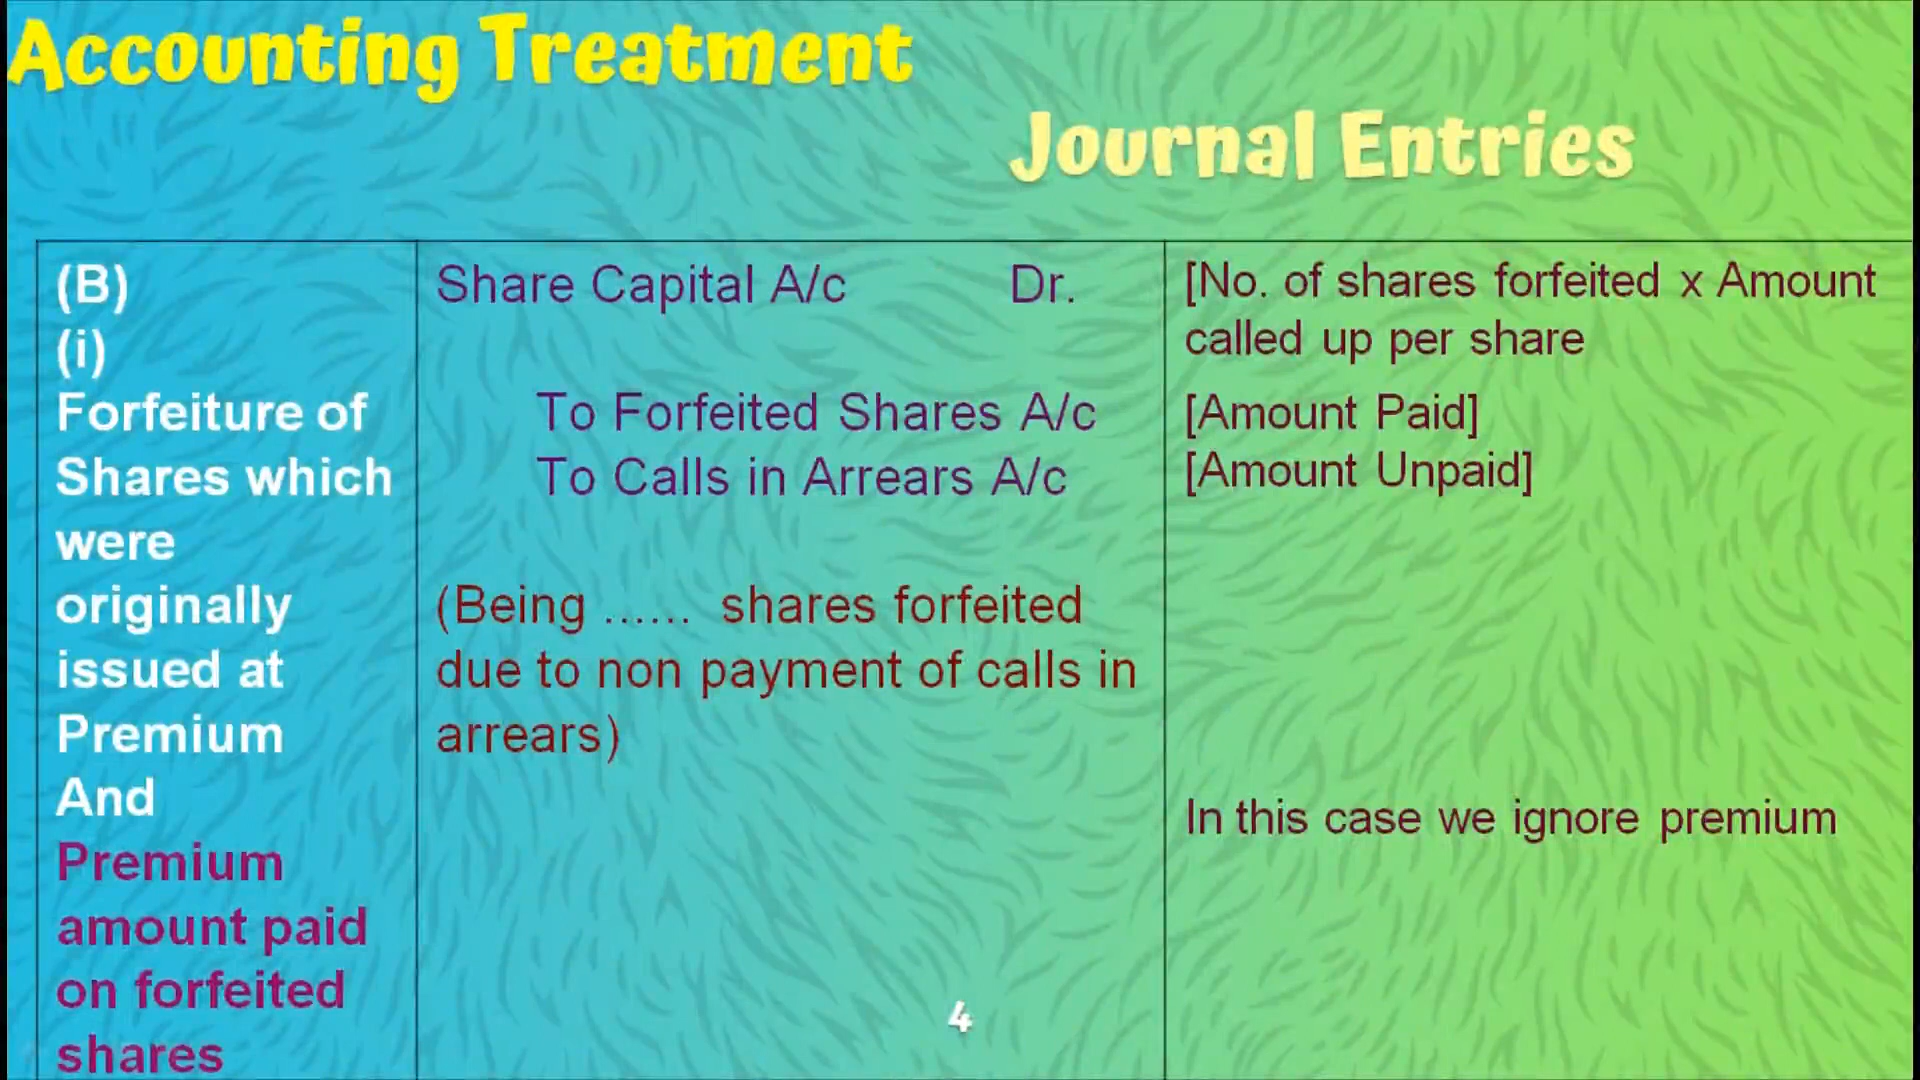 Accounting Treatment
Journal Entries
(B)
(i)
Forfeiture of
Shares which
were
originally
issued at
Premium
And
Premium
amount paid
on forfeited
shares
Share Capital A/c Dr.
To Forfeited Shares A/c
To Calls in Arrears A/c
(Being ...... shares forfeited
due to non payment of calls in
arrears)
[No. of shares forfeited x Amount
called up per share
[Amount Paid]
[Amount Unpaid]
In this case we ignore premium
4